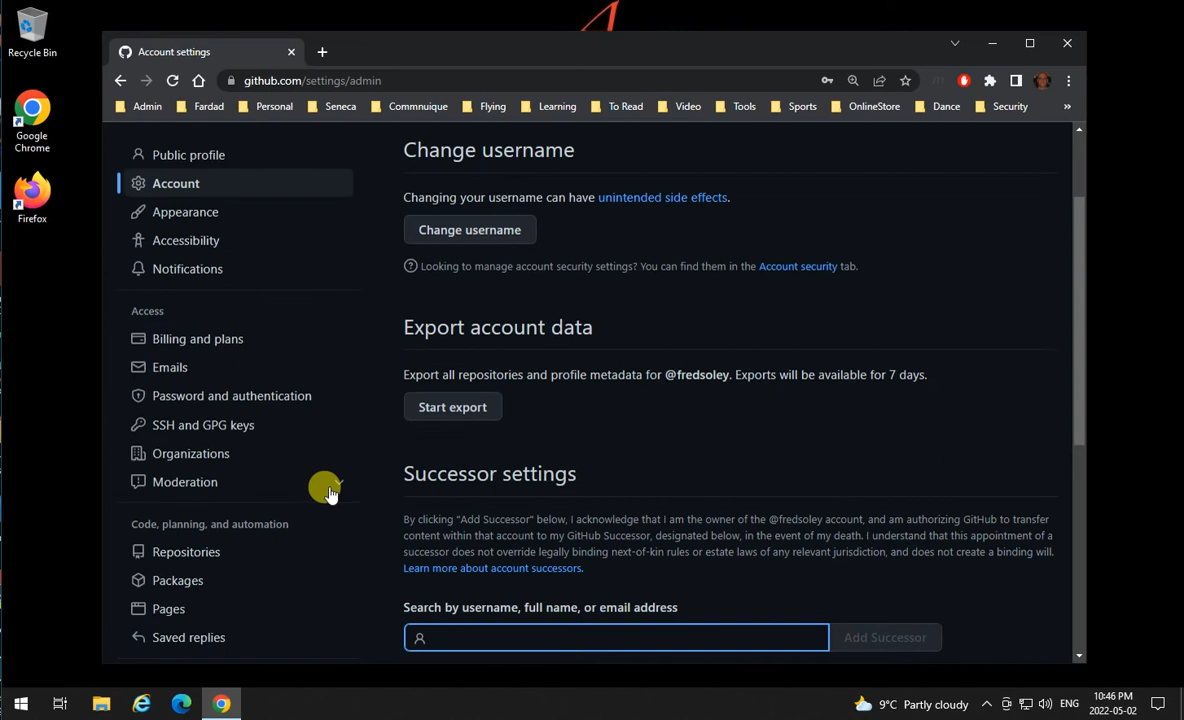 Recycle Bin
Google
Chrome
Firefox
Account settings
github.com/settings/admin
Admin Fardad Personal Seneca Commnuique Flying Learning To Read Video Tools Sports OnlineStore Dance Security »
Public profile
Account
Appearance
Accessibility
Notifications
Access
Billing and plans
Emails
Password and authentication
SSH and GPG keys
Organizations
Moderation
Code, planning, and automation
Repositories
Packages
Pages
Saved replies
Change username
Changing your username can have unintended side effects.
Change username
Looking to manage account security settings? You can find them in the Account security tab.
Export account data
Export all repositories and profile metadata for @fredsoley. Exports will be available for 7 days.
Start export
Successor settings
By clicking "Add Successor" below, I acknowledge that I am the owner of the @fredsoley account, and am authorizing GitHub to transfer
content within that account to my GitHub Successor, designated below, in the event of my death. I understand that this appointment of a
successor does not override legally binding next-of-kin rules or estate laws of any relevant jurisdiction, and does not create a binding will.
Learn more about account successors.
Search by username, full name, or email address
Add Successor
9°C Partly cloudy
ENG
10:46 PM
2022-05-02